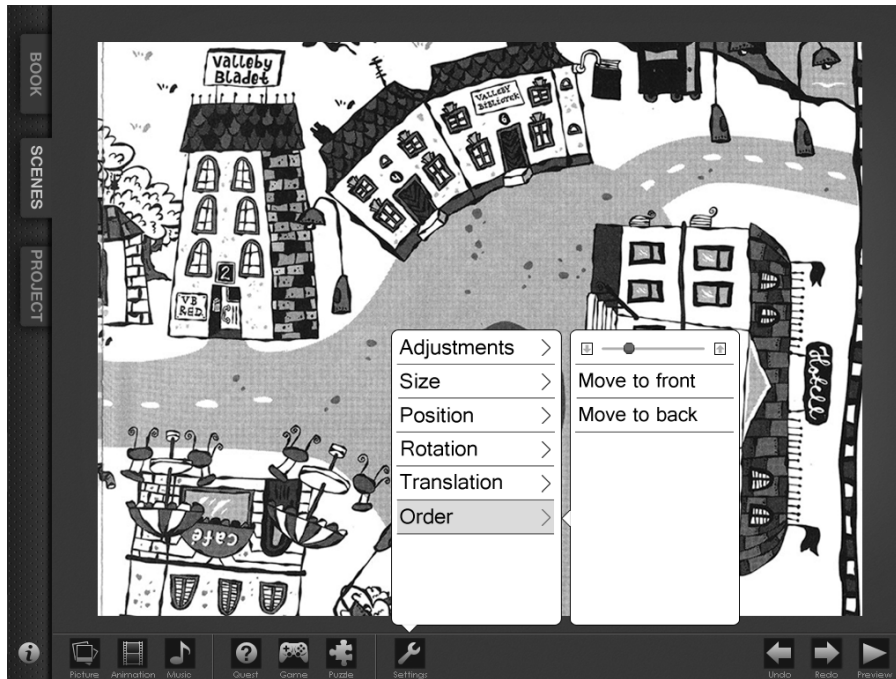 BOOK
SCENES
PROJECT
Valleby
Bladet
VALLEBY
BIBLIOTEK
2
VB
RED.
Hotell
Café
Adjustments
Size
Position
Rotation
Translation
Order
Move to front
Move to back
Picture
Animation
Music
Quest
Game
Puzzle
Settings
Undo
Redo
Preview